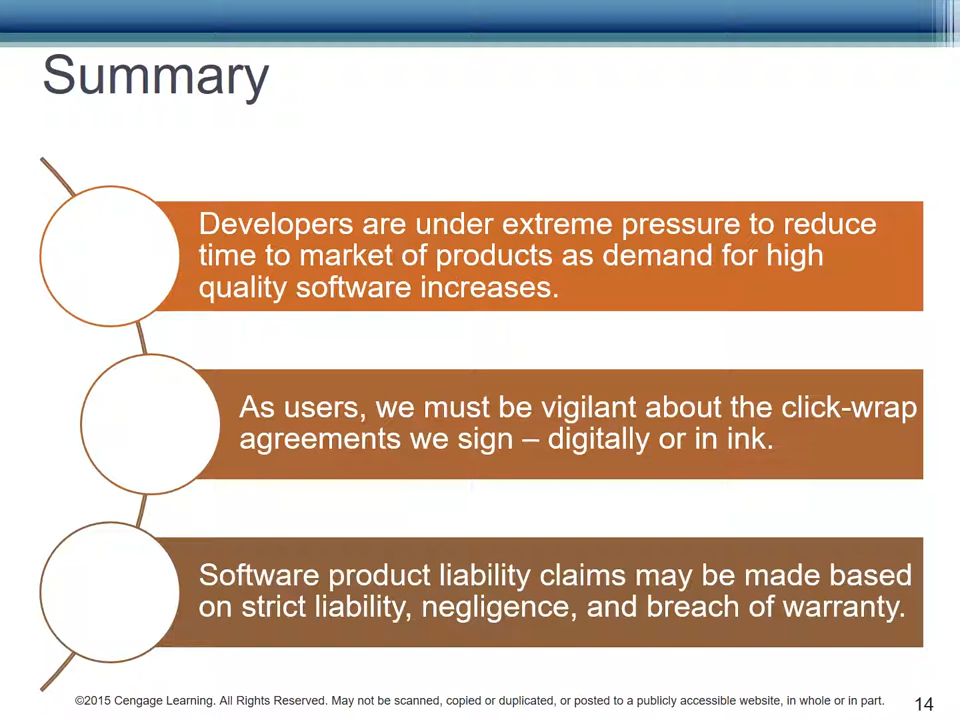 Summary
Developers are under extreme pressure to reduce
time to market of products as demand for high
quality software increases.
As users, we must be vigilant about the click-wrap
agreements we sign – digitally or in ink.
Software product liability claims may be made based
on strict liability, negligence, and breach of warranty.
©2015 Cengage Learning. All Rights Reserved. May not be scanned, copied or duplicated, or posted to a publicly accessible website, in whole or in part.
14